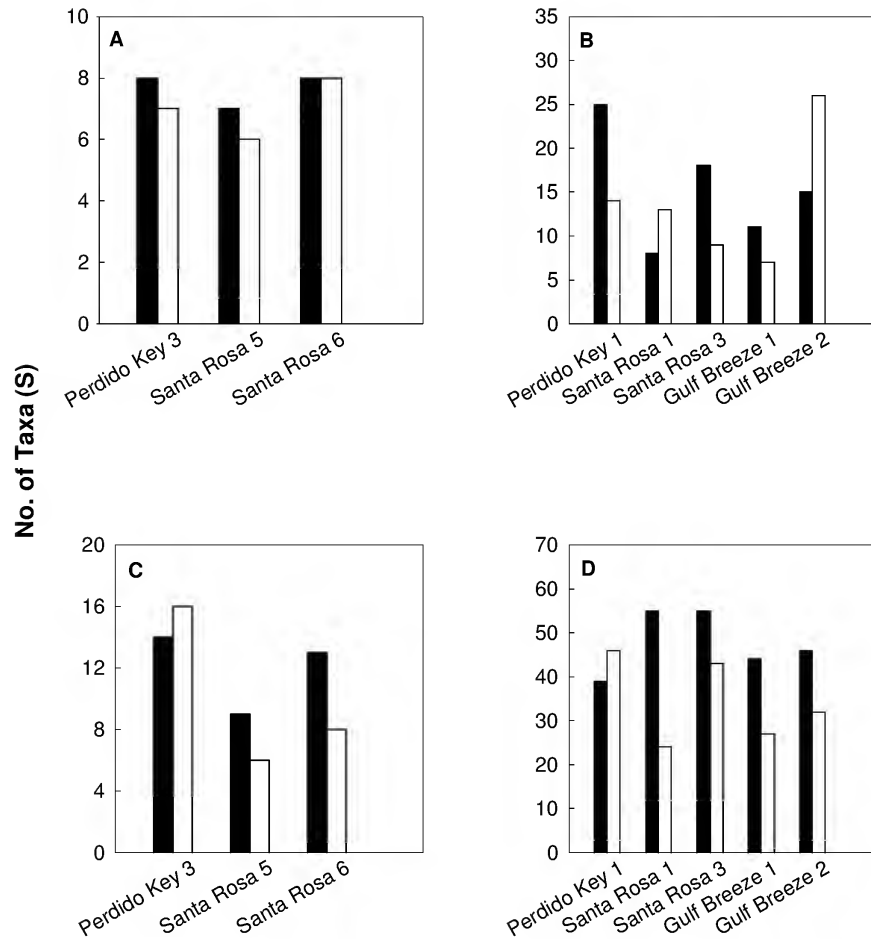 No. of Taxa (S)
A
10
8
6
4
2
0
Perdido Key 3
Santa Rosa 5
Santa Rosa 6
B
35
30
25
20
15
10
5
0
Perdido Key 1
Santa Rosa 1
Santa Rosa 3
Gulf Breeze 1
Gulf Breeze 2
C
20
16
12
8
4
0
Perdido Key 3
Santa Rosa 5
Santa Rosa 6
D
70
60
50
40
30
20
10
0
Perdido Key 1
Santa Rosa 1
Santa Rosa 3
Gulf Breeze 1
Gulf Breeze 2